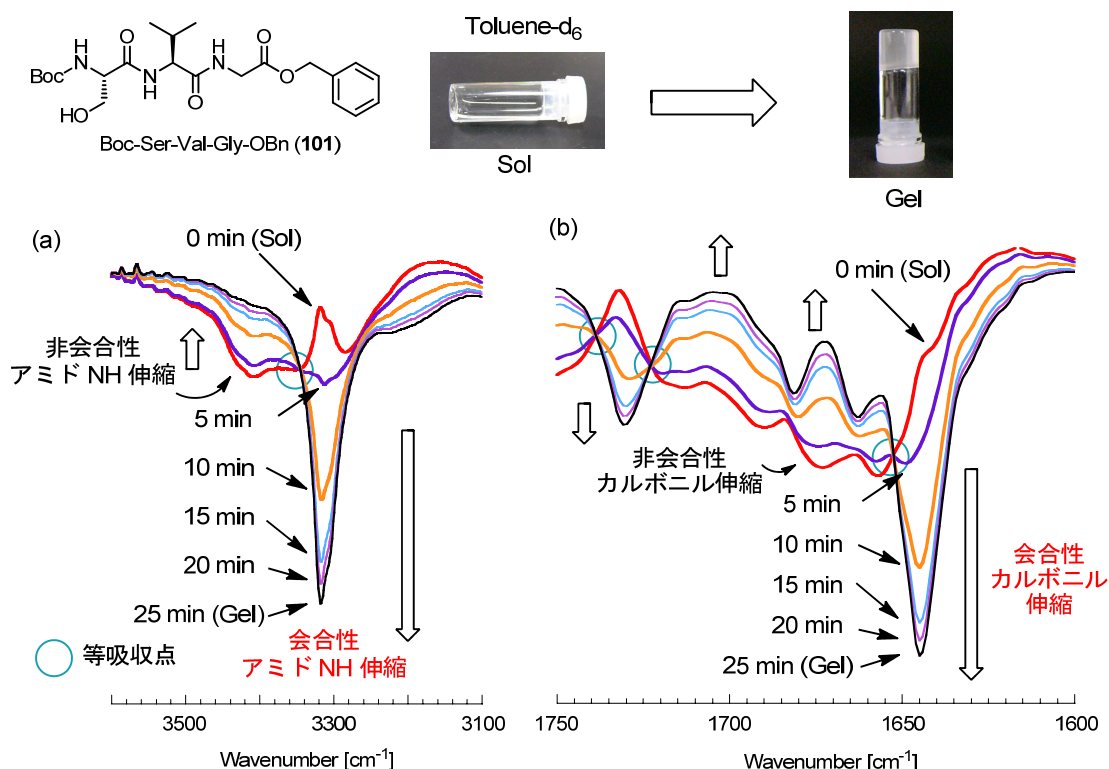 Toluene-d6
Boc
H
N
O
N
H
H
N
O
O
O
HO
Boc-Ser-Val-Gly-OBn (101)
Sol
Gel
(a)
0 min (Sol)
非会合性
アミド NH 伸縮
5 min
10 min
15 min
20 min
25 min (Gel)
会合性
アミド NH 伸縮
等吸収点
3500
3300
3100
Wavenumber [cm-1]
(b)
0 min (Sol)
非会合性
カルボニル伸縮
5 min
10 min
15 min
20 min
25 min (Gel)
会合性
カルボニル
伸縮
1750
1700
1650
1600
Wavenumber [cm-1]